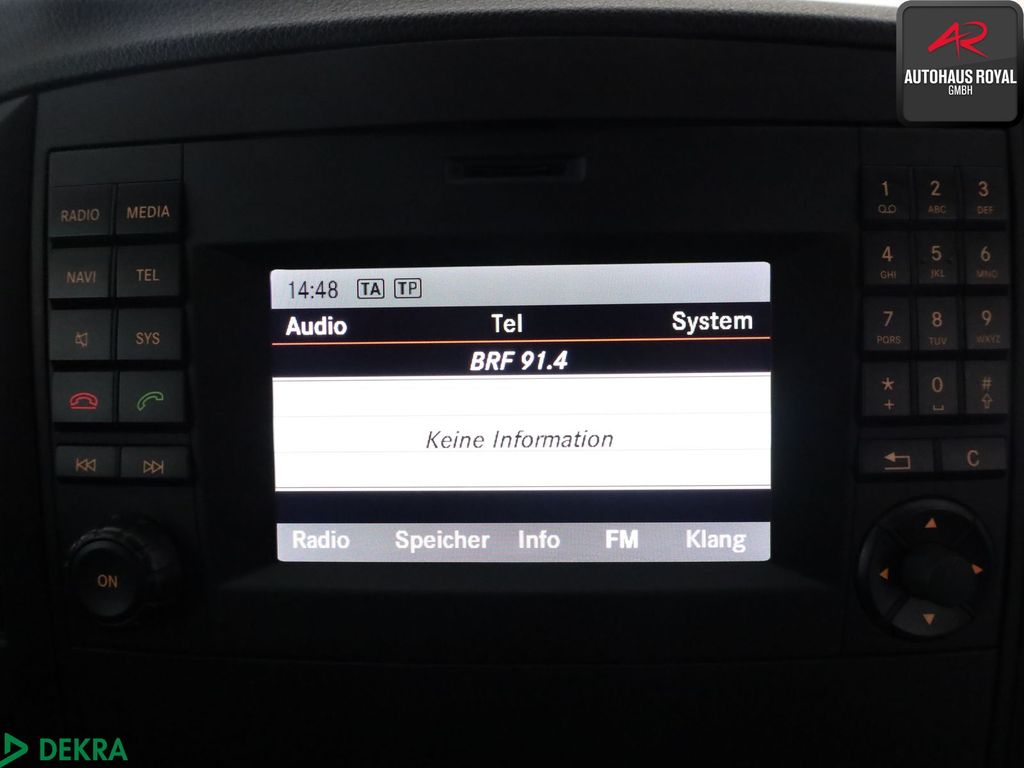 AR
AUTOHAUS ROYAL
GMBH
RADIO MEDIA
NAVI TEL
SYS
ON
14:48 TA TP
Audio Tel System
BRF 91.4
Keine Information
Radio Speicher Info FM Klang
1 2 ABC 3 DEF
4 GHI 5 JKL 6 MNO
7 PQRS 8 TUV 9 WXYZ
* + 0 #
C
DEKRA